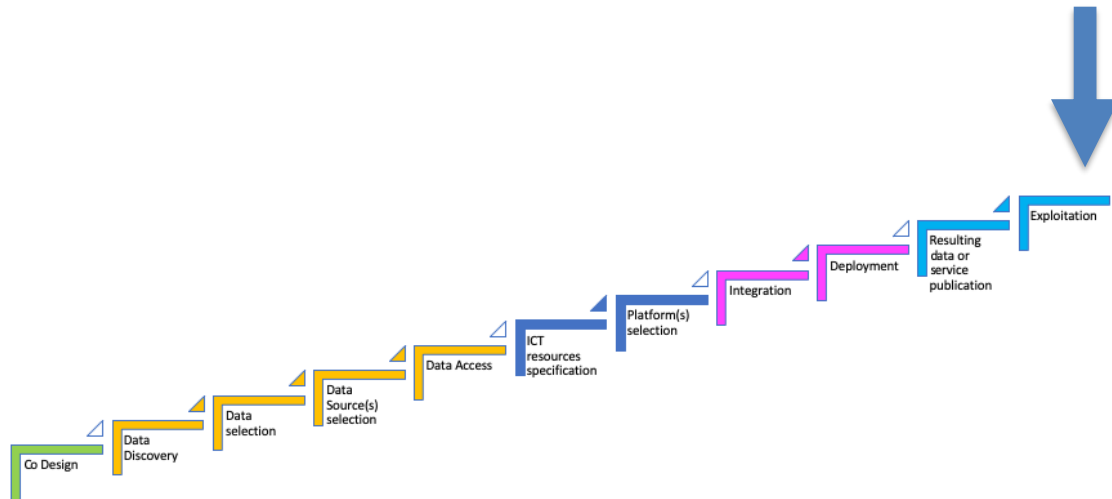 Co Design
Data
Discovery
Data
selection
Data
Source(s)
selection
Data Access
ICT
resources
specification
Platform(s)
selection
Integration
Deployment
Resulting
data or
service
publication
Exploitation